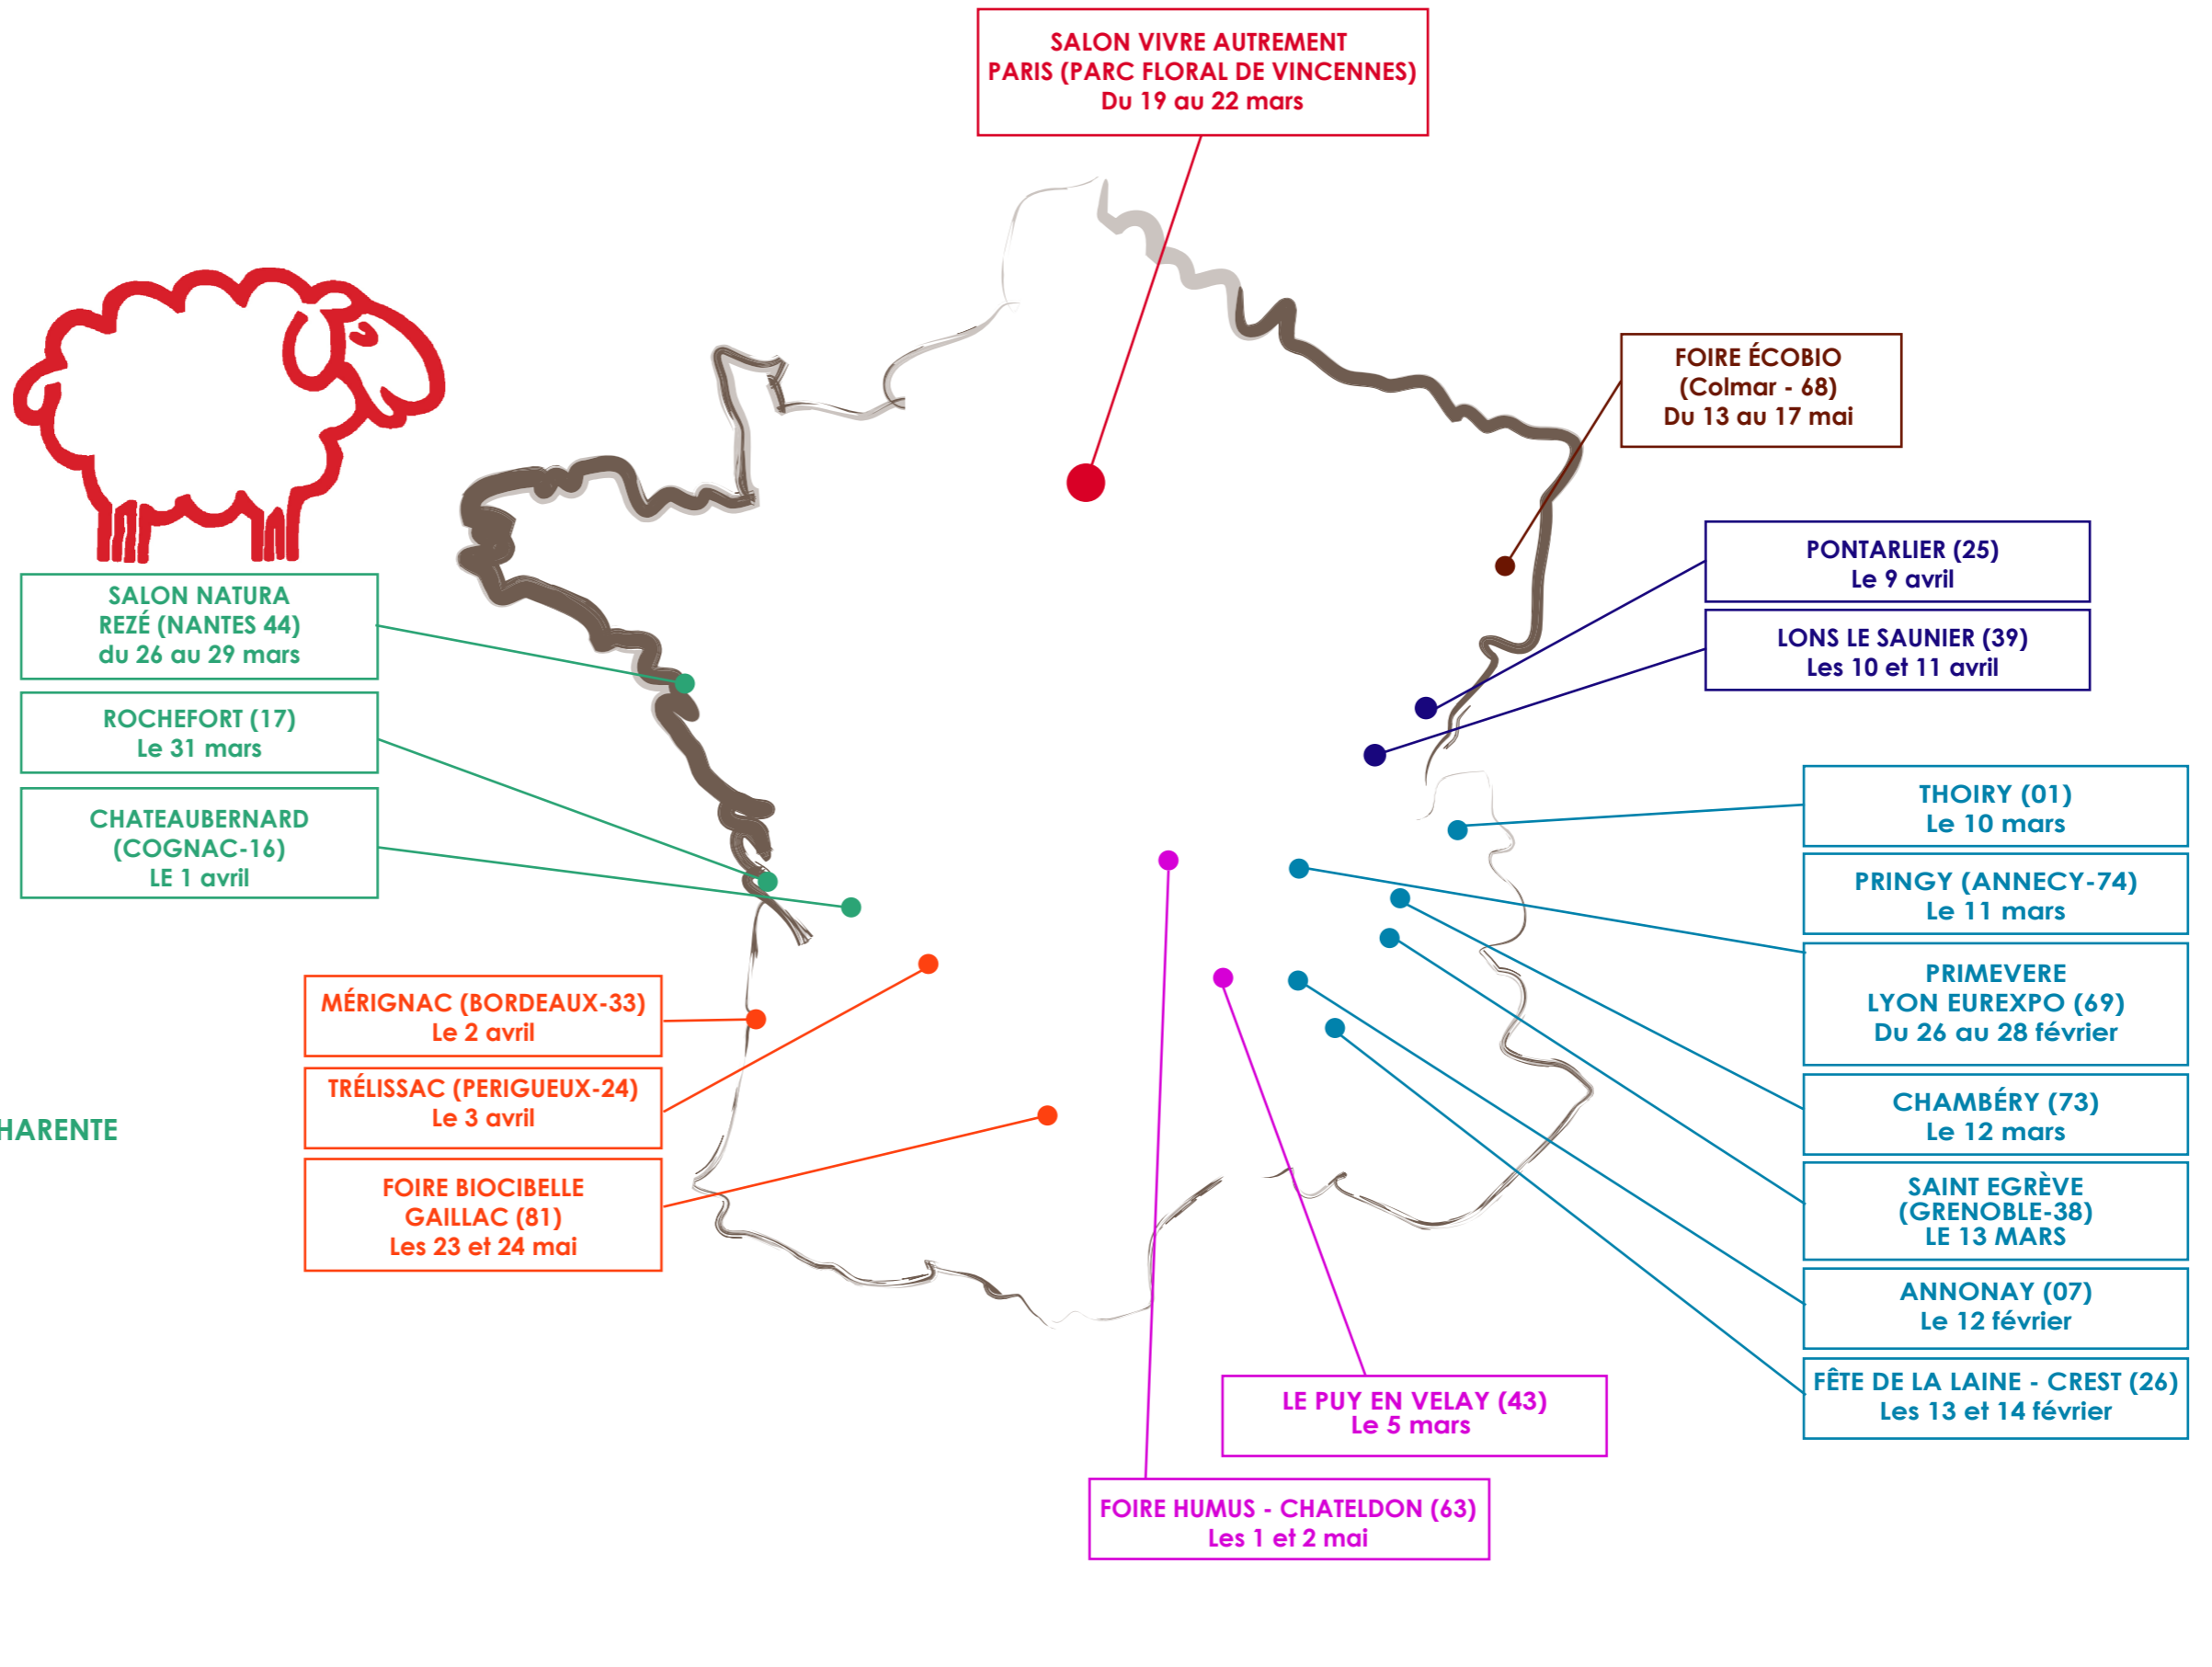 SALON VIVRE AUTREMENT
PARIS (PARC FLORAL DE VINCENNES)
Du 19 au 22 mars
FOIRE ÉCOBIO
(Colmar - 68)
Du 13 au 17 mai
PONTARLIER (25)
Le 9 avril
LONS LE SAUNIER (39)
Les 10 et 11 avril
SALON NATURA
REZÉ (NANTES 44)
du 26 au 29 mars
ROCHEFORT (17)
Le 31 mars
CHATEAUBERNARD
(COGNAC-16)
LE 1 avril
THOIRY (01)
Le 10 mars
PRINGY (ANNECY-74)
Le 11 mars
PRIMEVERE
LYON EUREXPO (69)
Du 26 au 28 février
CHAMBÉRY (73)
Le 12 mars
SAINT EGRÈVE
(GRENOBLE-38)
LE 13 MARS
ANNONAY (07)
Le 12 février
FÊTE DE LA LAINE - CREST (26)
Les 13 et 14 février
MÉRIGNAC (BORDEAUX-33)
Le 2 avril
TRÉLISSAC (PERIGUEUX-24)
Le 3 avril
HARENTE
FOIRE BIOCIBELLE
GAILLAC (81)
Les 23 et 24 mai
LE PUY EN VELAY (43)
Le 5 mars
FOIRE HUMUS - CHATELDON (63)
Les 1 et 2 mai